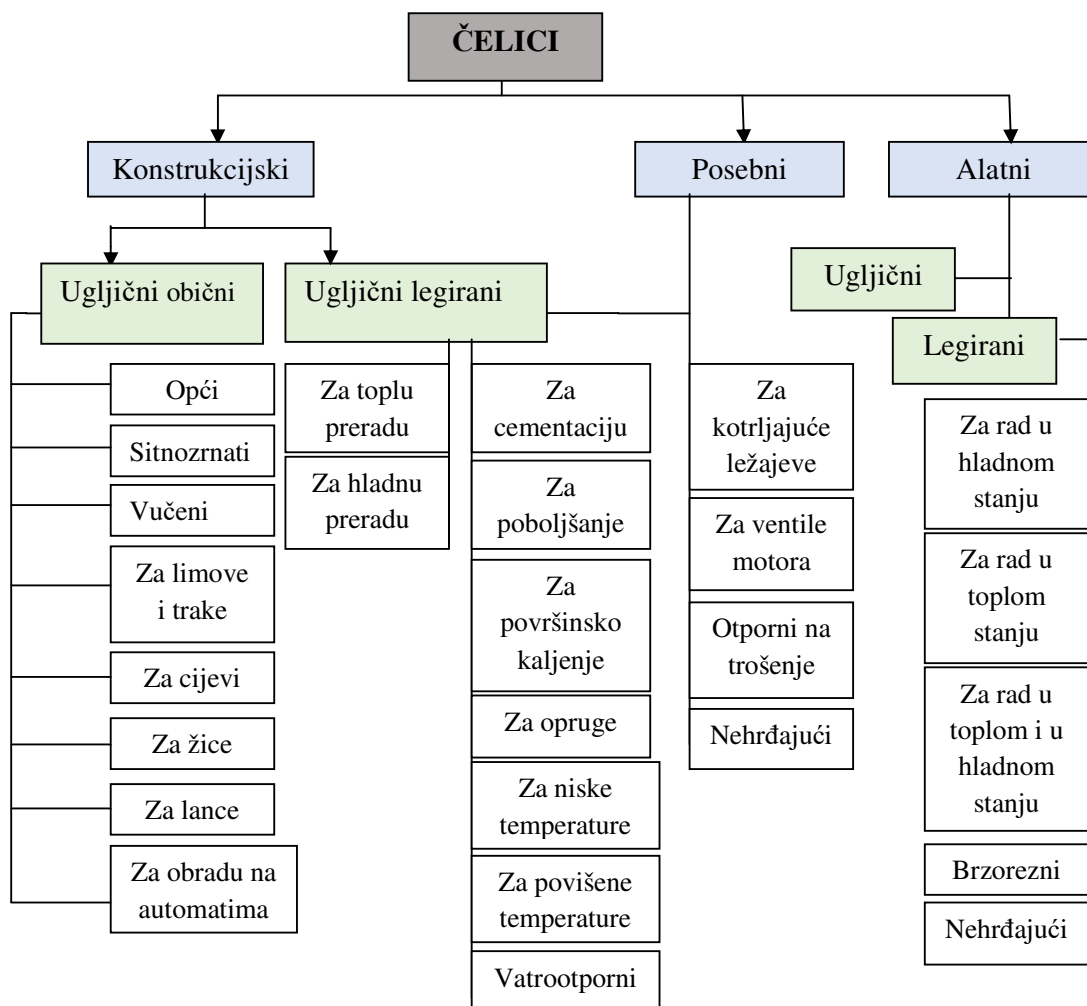 ČELICI
Konstrukcijski
Posebni
Alatni
Ugljični obični
Ugljični legirani
Ugljični
Legirani
Opći
Sitnozrnati
Vučeni
Za limove
i trake
Za cijevi
Za žice
Za lance
Za obradu na
automatima
Za toplu
preradu
Za hladnu
preradu
Za
cementaciju
Za
poboljšanje
Za
površinsko
kaljenje
Za opruge
Za niske
temperature
Za povišene
temperature
Vatrootporni
Za
kotrljajuće
ležajeve
Za ventile
motora
Otporni na
trošenje
Nehrđajući
Za rad u
hladnom
stanju
Za rad u
toplom
stanju
Za rad u
toplom i u
hladnom
stanju
Brzorezni
Nehrđajući